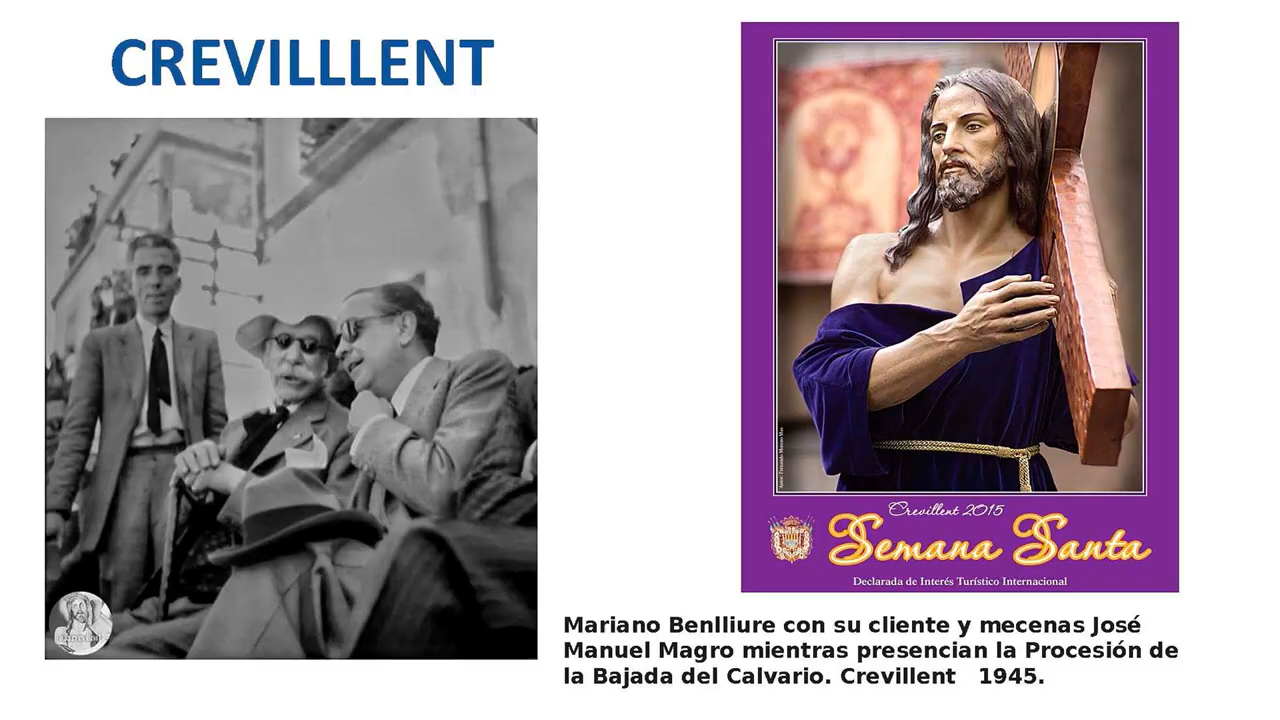 CREVILLLENT
Crevillent 2015
Semana Santa
Declarada de Interés Turístico Internacional
Mariano Benlliure con su cliente y mecenas José
Manuel Magro mientras presencian la Procesión de
la Bajada del Calvario. Crevillent 1945.